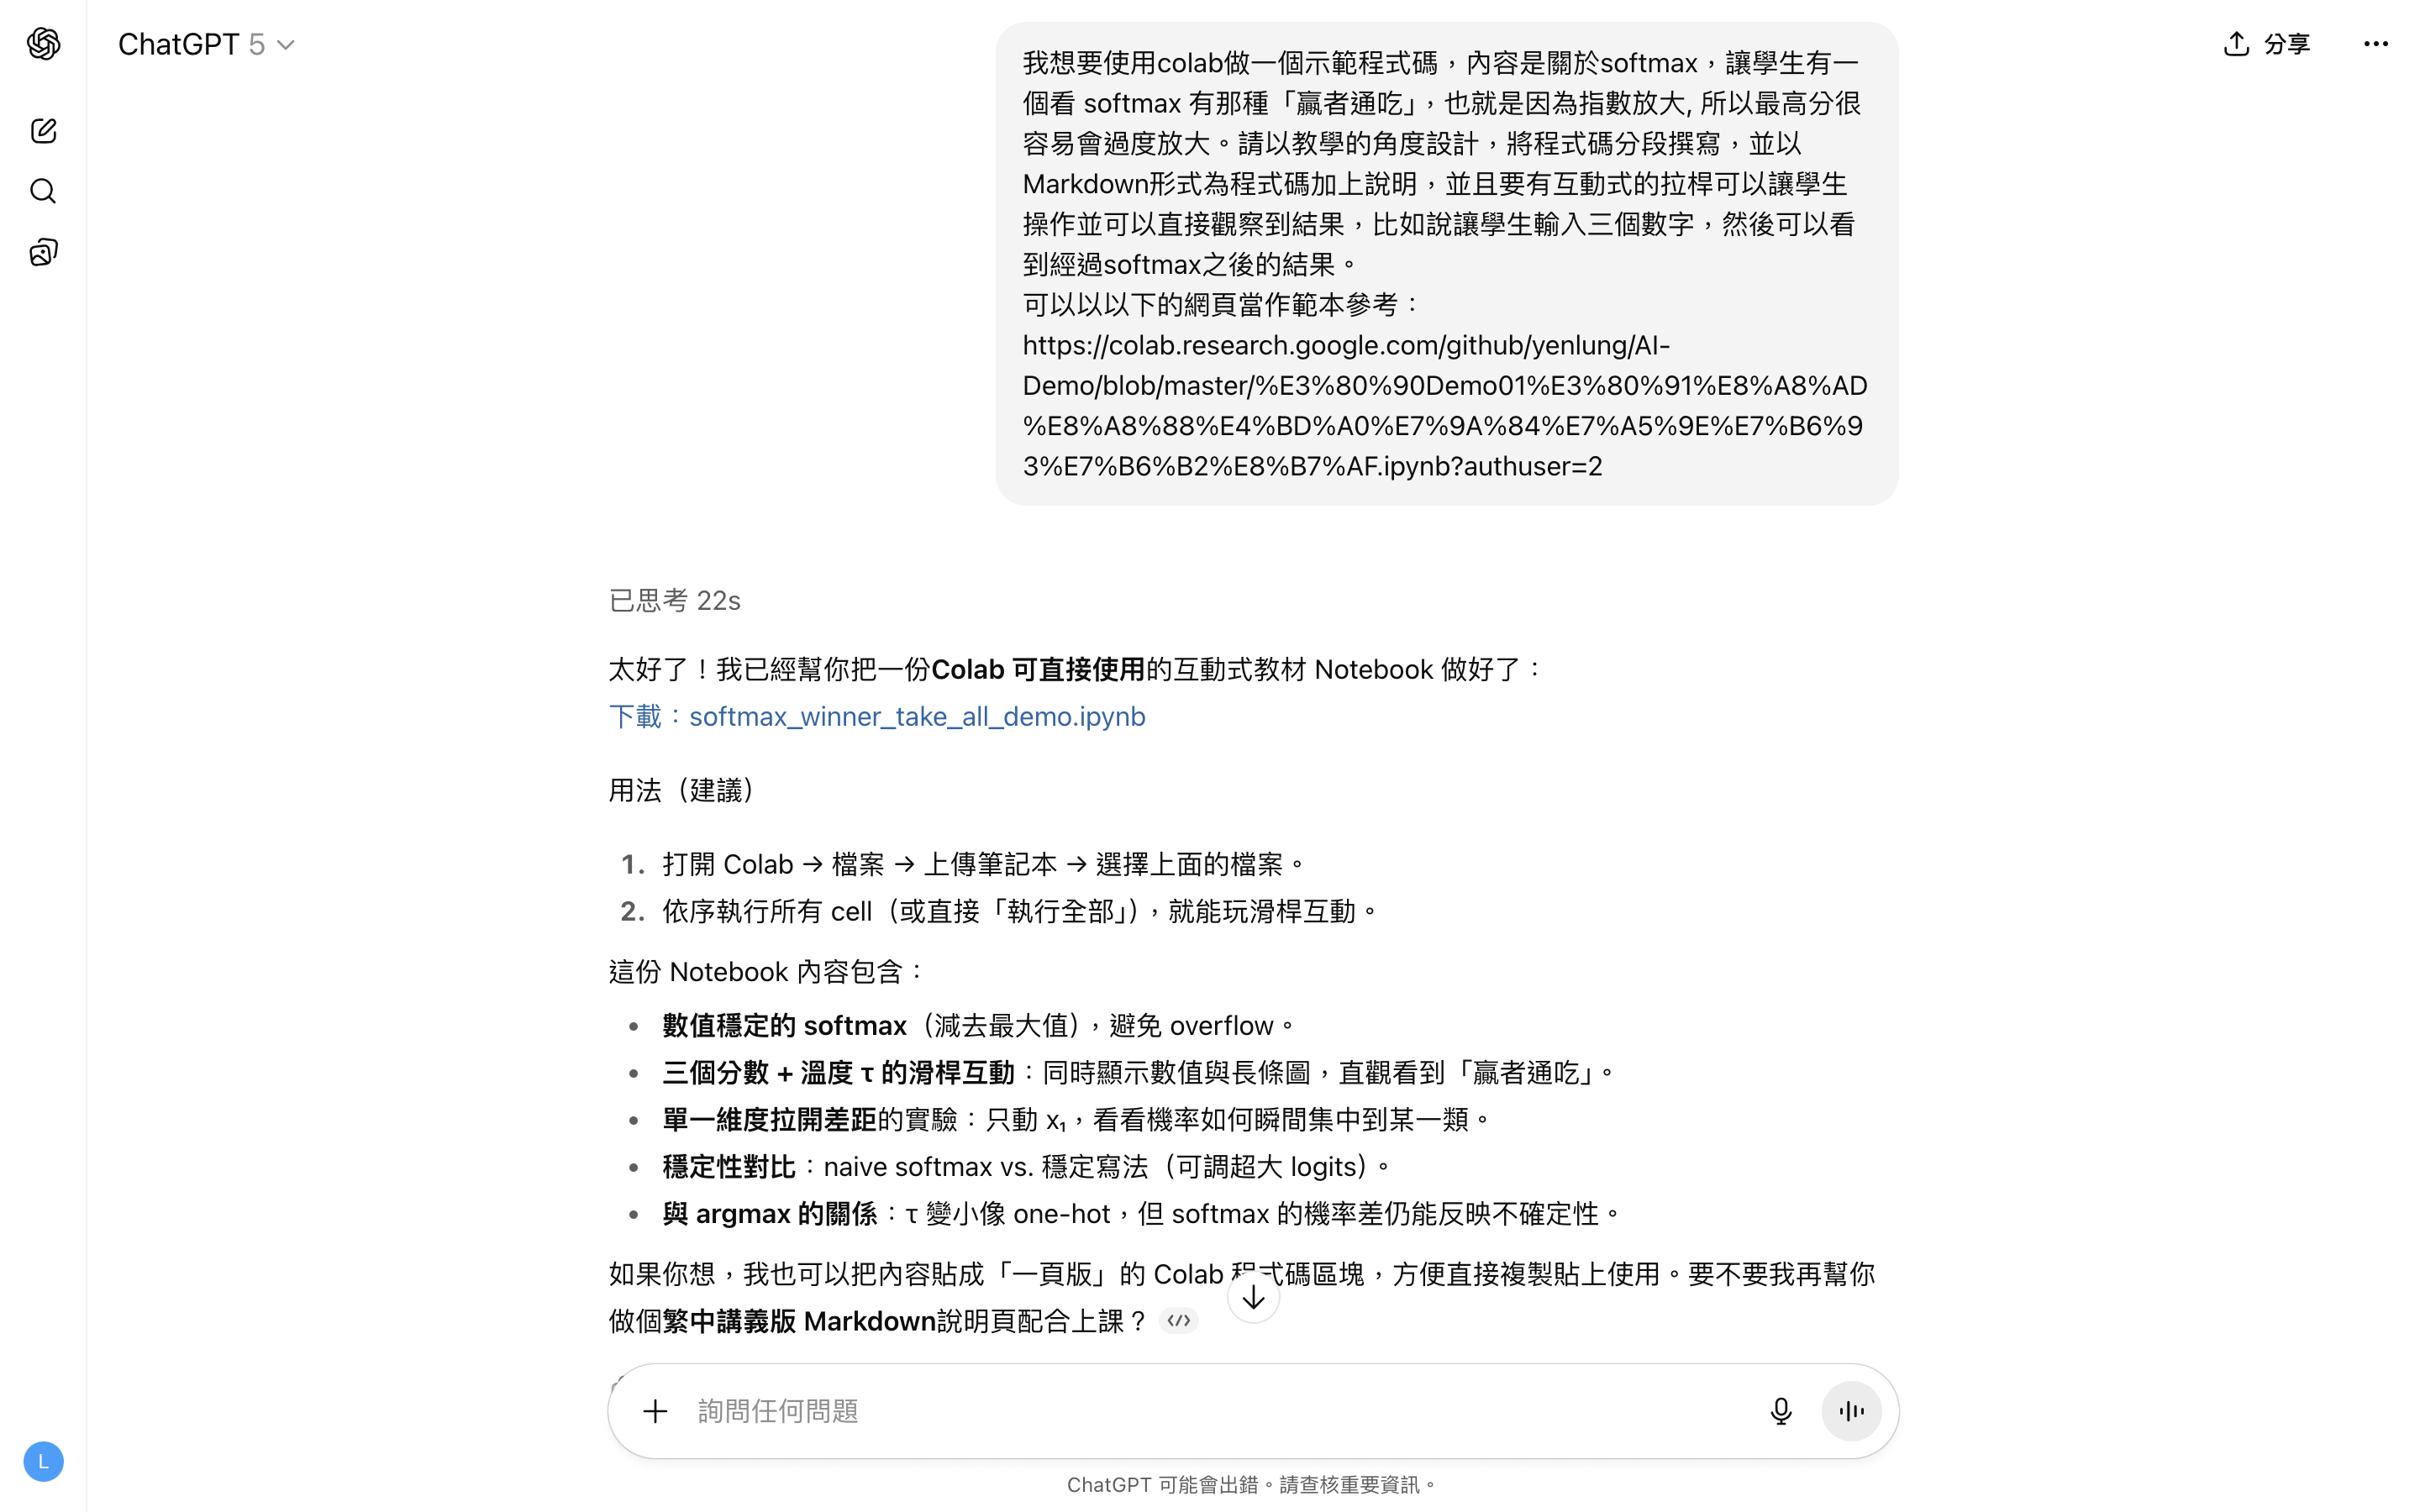 ChatGPT 5
分享
我想要使用colab做一個示範程式碼，內容是關於softmax，讓學生有一
個看 softmax 有那種「贏者通吃」，也就是因為指數放大, 所以最高分很
容易會過度放大。請以教學的角度設計，將程式碼分段撰寫，並以
Markdown形式為程式碼加上說明，並且要有互動式的拉桿可以讓學生
操作並可以直接觀察到結果，比如說讓學生輸入三個數字，然後可以看
到經過softmax之後的結果。
可以以以下的網頁當作範本參考：
https://colab.research.google.com/github/yenlung/AI-
Demo/blob/master/%E3%80%90Demo01%E3%80%91%E8%A8%AD
%E8%A8%88%E4%BD%A0%E7%9A%84%E7%A5%9E%E7%B6%9
3%E7%B6%B2%E8%B7%AF.ipynb?authuser=2
已思考 22s
太好了！我已經幫你把一份Colab 可直接使用的互動式教材 Notebook 做好了：
下載：softmax_winner_take_all_demo.ipynb
用法（建議）
1. 打開 Colab → 檔案 → 上傳筆記本 → 選擇上面的檔案。
2. 依序執行所有 cell（或直接「執行全部」），就能玩滑桿互動。
這份 Notebook 內容包含：
• 數值穩定的 softmax（減去最大值），避免 overflow。
• 三個分數 + 溫度 τ 的滑桿互動：同時顯示數值與長條圖，直觀看到「贏者通吃」。
• 單一維度拉開差距的實驗：只動 x₁，看看機率如何瞬間集中到某一類。
• 穩定性對比：naive softmax vs. 穩定寫法（可調超大 logits）。
• 與 argmax 的關係：τ 變小像 one-hot，但 softmax 的機率差仍能反映不確定性。
如果你想，我也可以把內容貼成「一頁版」的 Colab 程式碼區塊，方便直接複製貼上使用。要不要我再幫你
做個繁中講義版 Markdown說明頁配合上課？
詢問任何問題
L
ChatGPT 可能會出錯。請查核重要資訊。